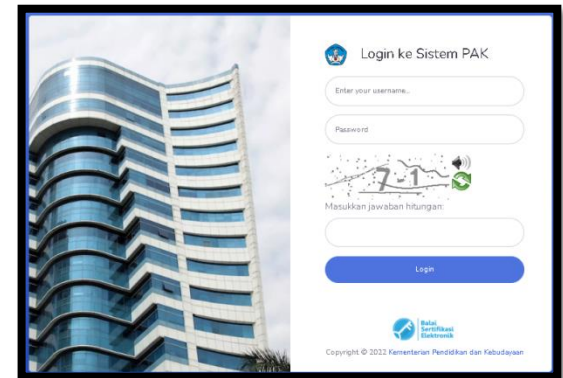 Login ke Sistem PAK
Enter your username...
Password
7-1
Masukkan jawaban hitungan:
Login
Balai
Sertifikasi
Elektronik
Copyright © 2022 Kementerian Pendidikan dan Kebudayaan